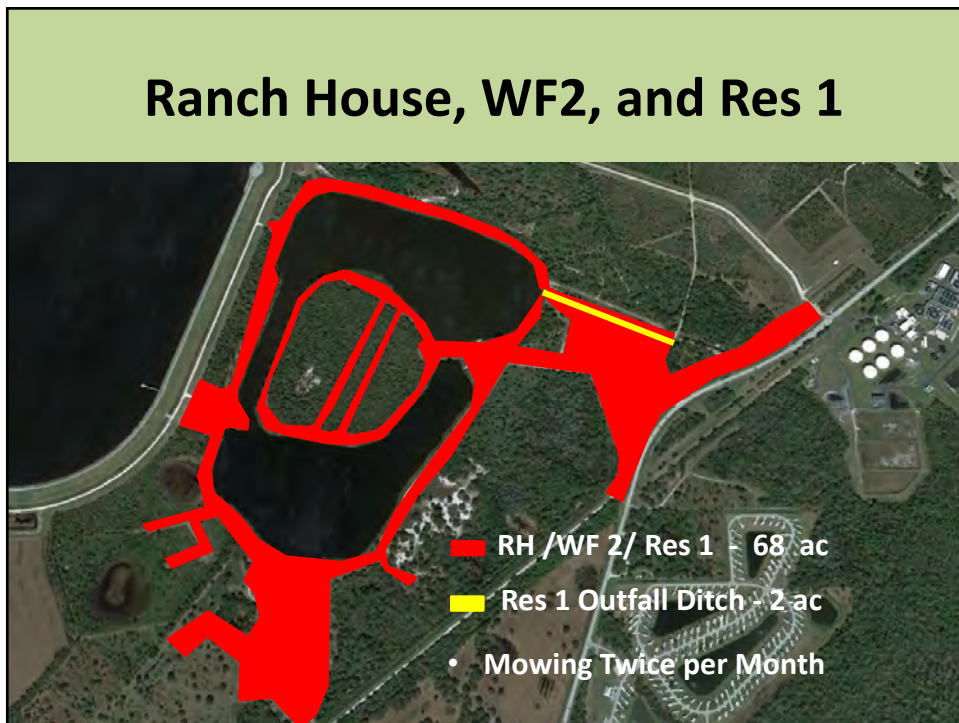 Ranch House, WF2, and Res 1
RH /WF 2/ Res 1 - 68 ac
Res 1 Outfall Ditch - 2 ac
• Mowing Twice per Month